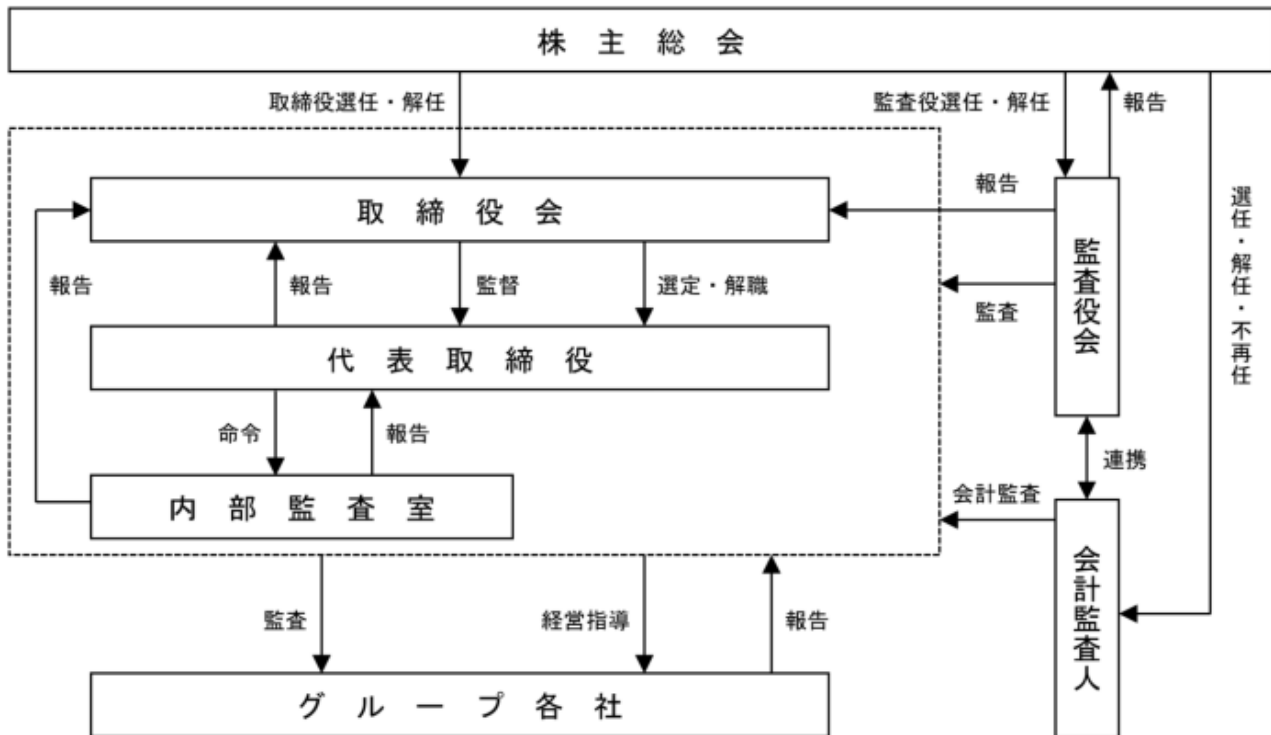 株主総会
取締役選任・解任
監査役選任・解任
報告
取締役会
報告
監査役会
選任・解任・不再任
報告
報告
監督
選定・解職
監査
代表取締役
命令
報告
連携
内部監査室
会計監査
会計監査人
監査
経営指導
報告
グループ各社